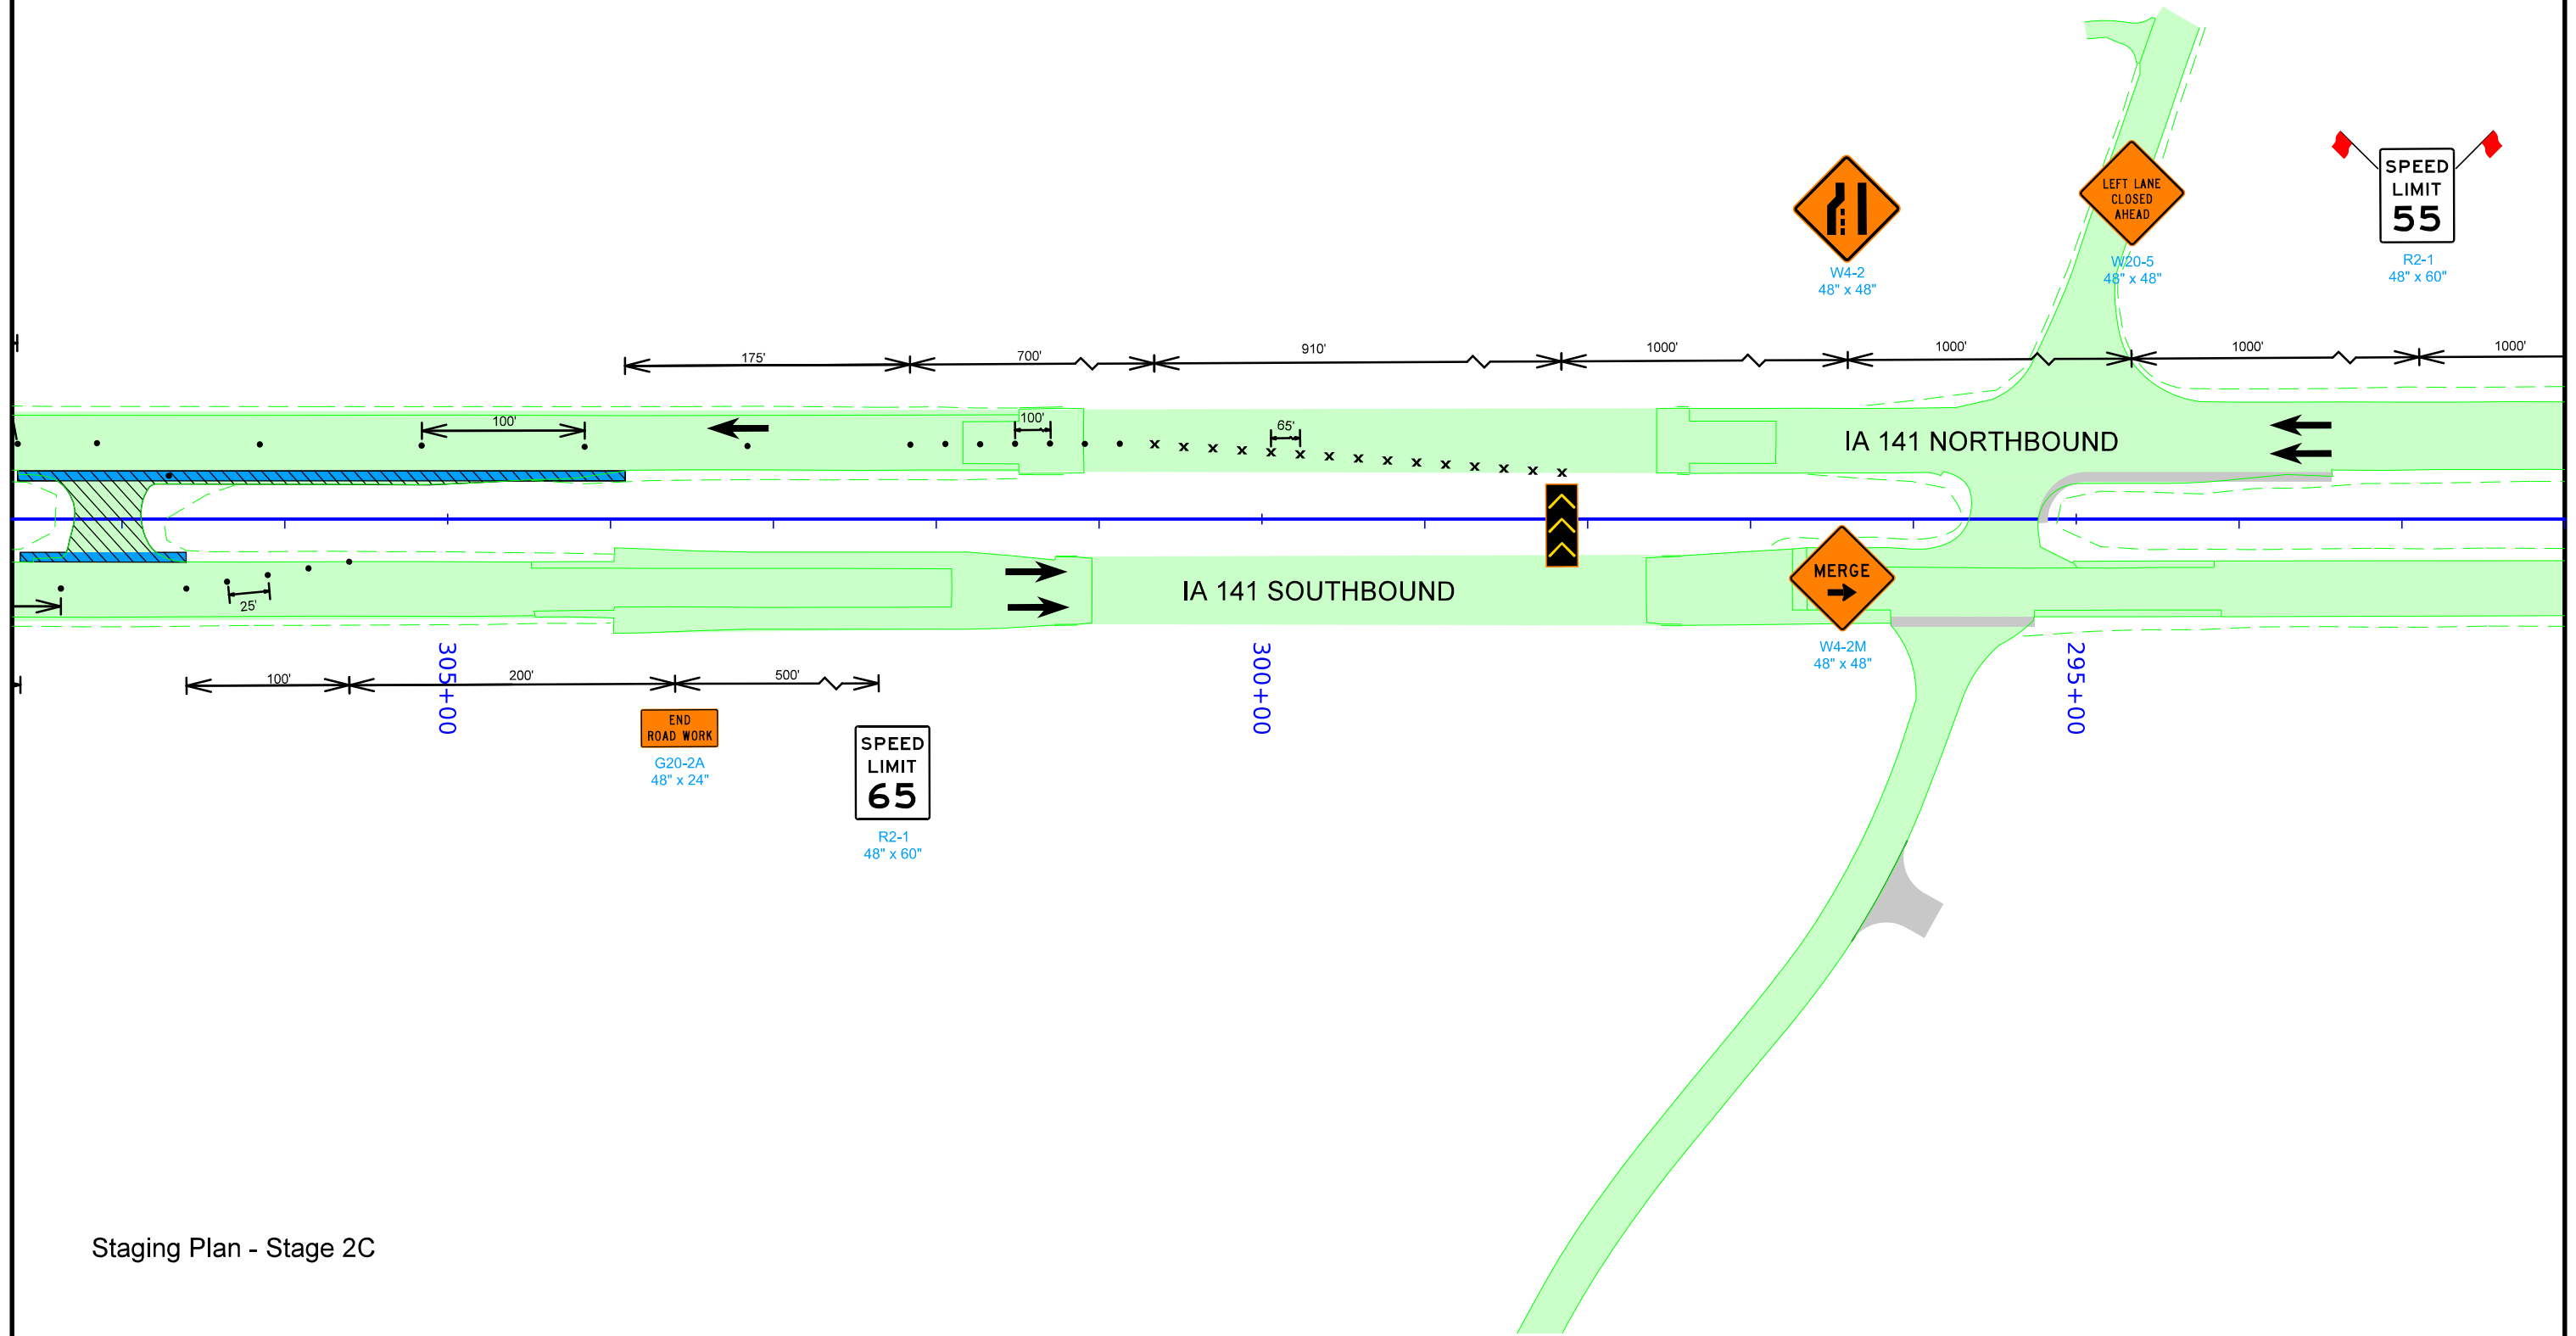 SPEED
LIMIT
55
R2-1
48" x 60"
LEFT LANE
CLOSED
AHEAD
W20-5
48" x 48"
W4-2
48" x 48"
175'
700'
910'
1000'
1000'
1000'
1000'
100'
100'
65'
IA 141 NORTHBOUND
IA 141 SOUTHBOUND
MERGE
W4-2M
48" x 48"
25'
305+00
300+00
295+00
100'
200'
500'
END
ROAD WORK
G20-2A
48" x 24"
SPEED
LIMIT
65
R2-1
48" x 60"
Staging Plan - Stage 2C